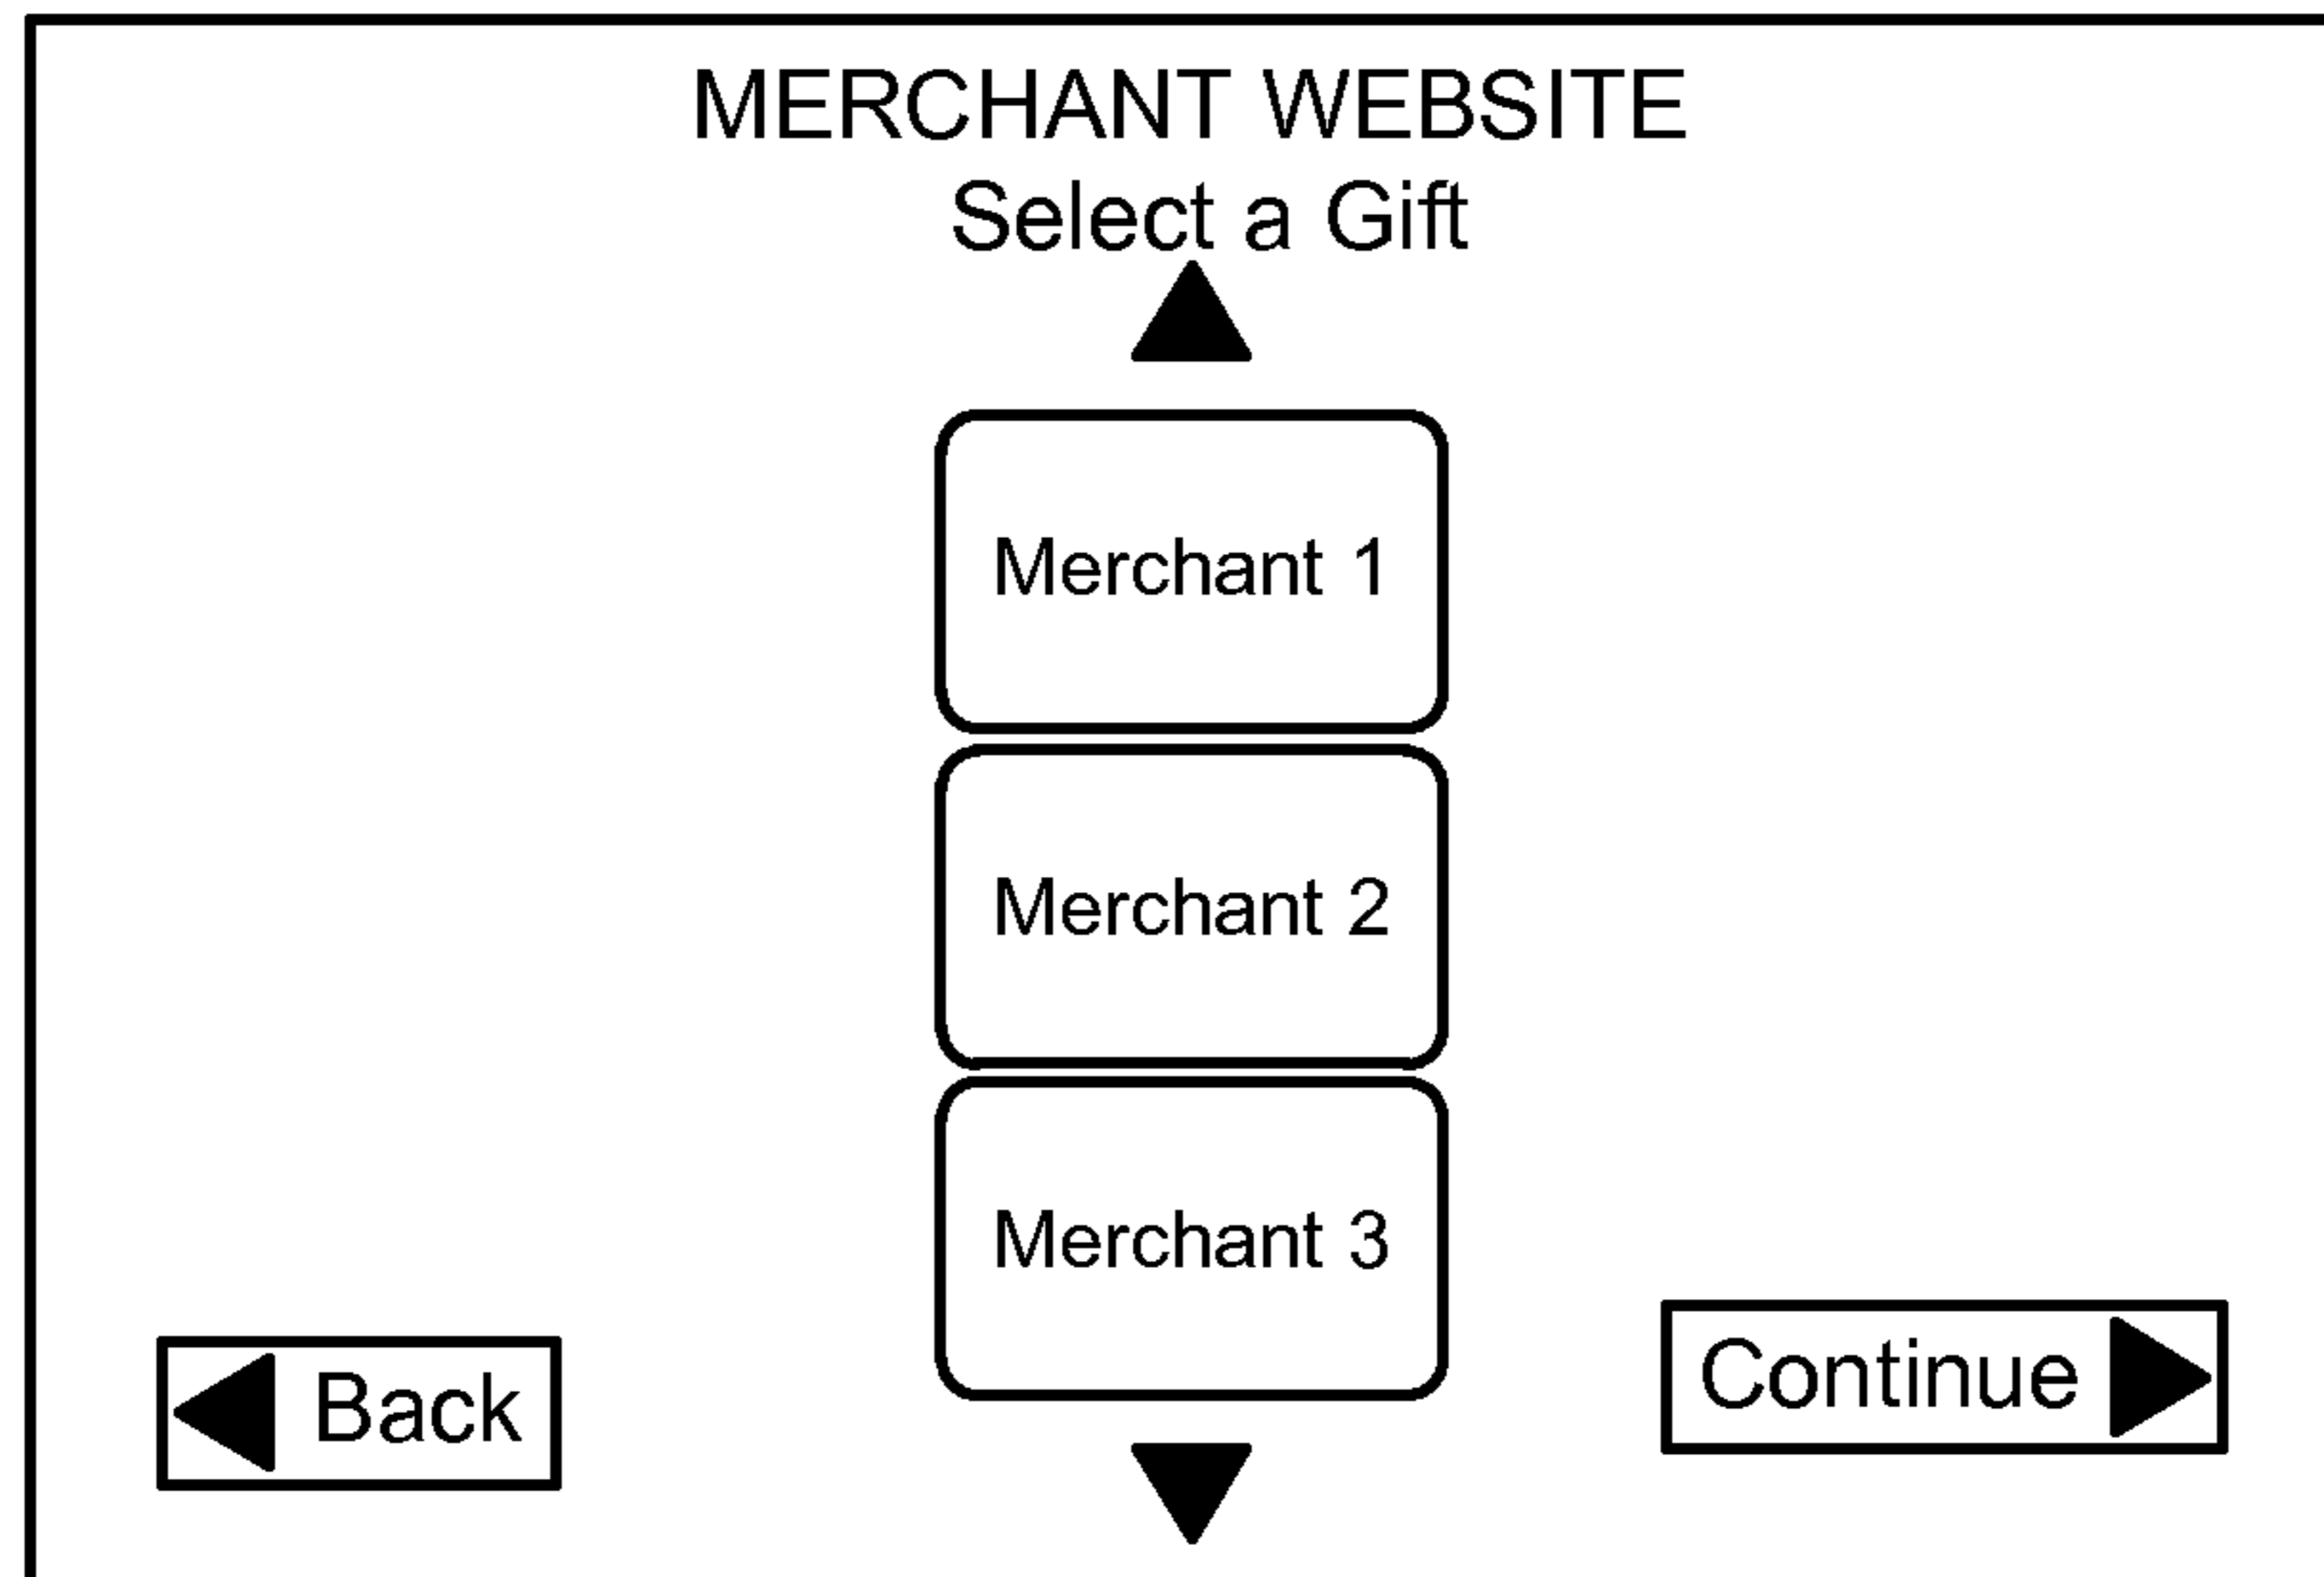 MERCHANT WEBSITE
Select a Gift
Merchant 1
Merchant 2
Merchant 3
Back
Continue